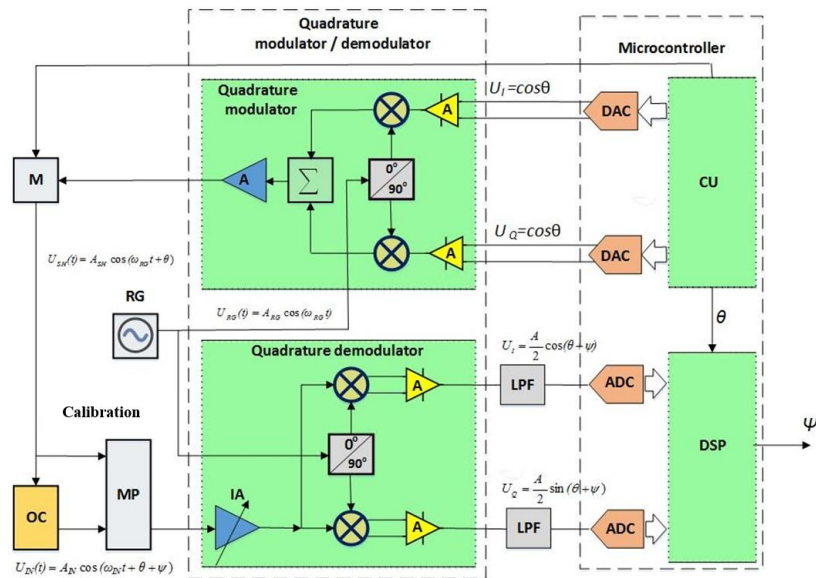 Quadrature
modulator / demodulator
Microcontroller
Quadrature
modulator
U_I=cosθ
A
DAC
CU
M
A
Σ
0°
90°
U_Q=cosθ
A
DAC
U_SH(t) = A_SH cos(ω_RG t + θ)
RG
U_RG(t) = A_RG cos(ω_RG t)
θ
Quadrature demodulator
U_I = A/2 cos(θ+ψ)
A
LPF
ADC
Calibration
0°
90°
DSP
Ψ
OC
MP
IA
U_Q = A/2 sin(θ+ψ)
A
LPF
ADC
U_IN(t) = A_IN cos(ω_IN t + θ + ψ)